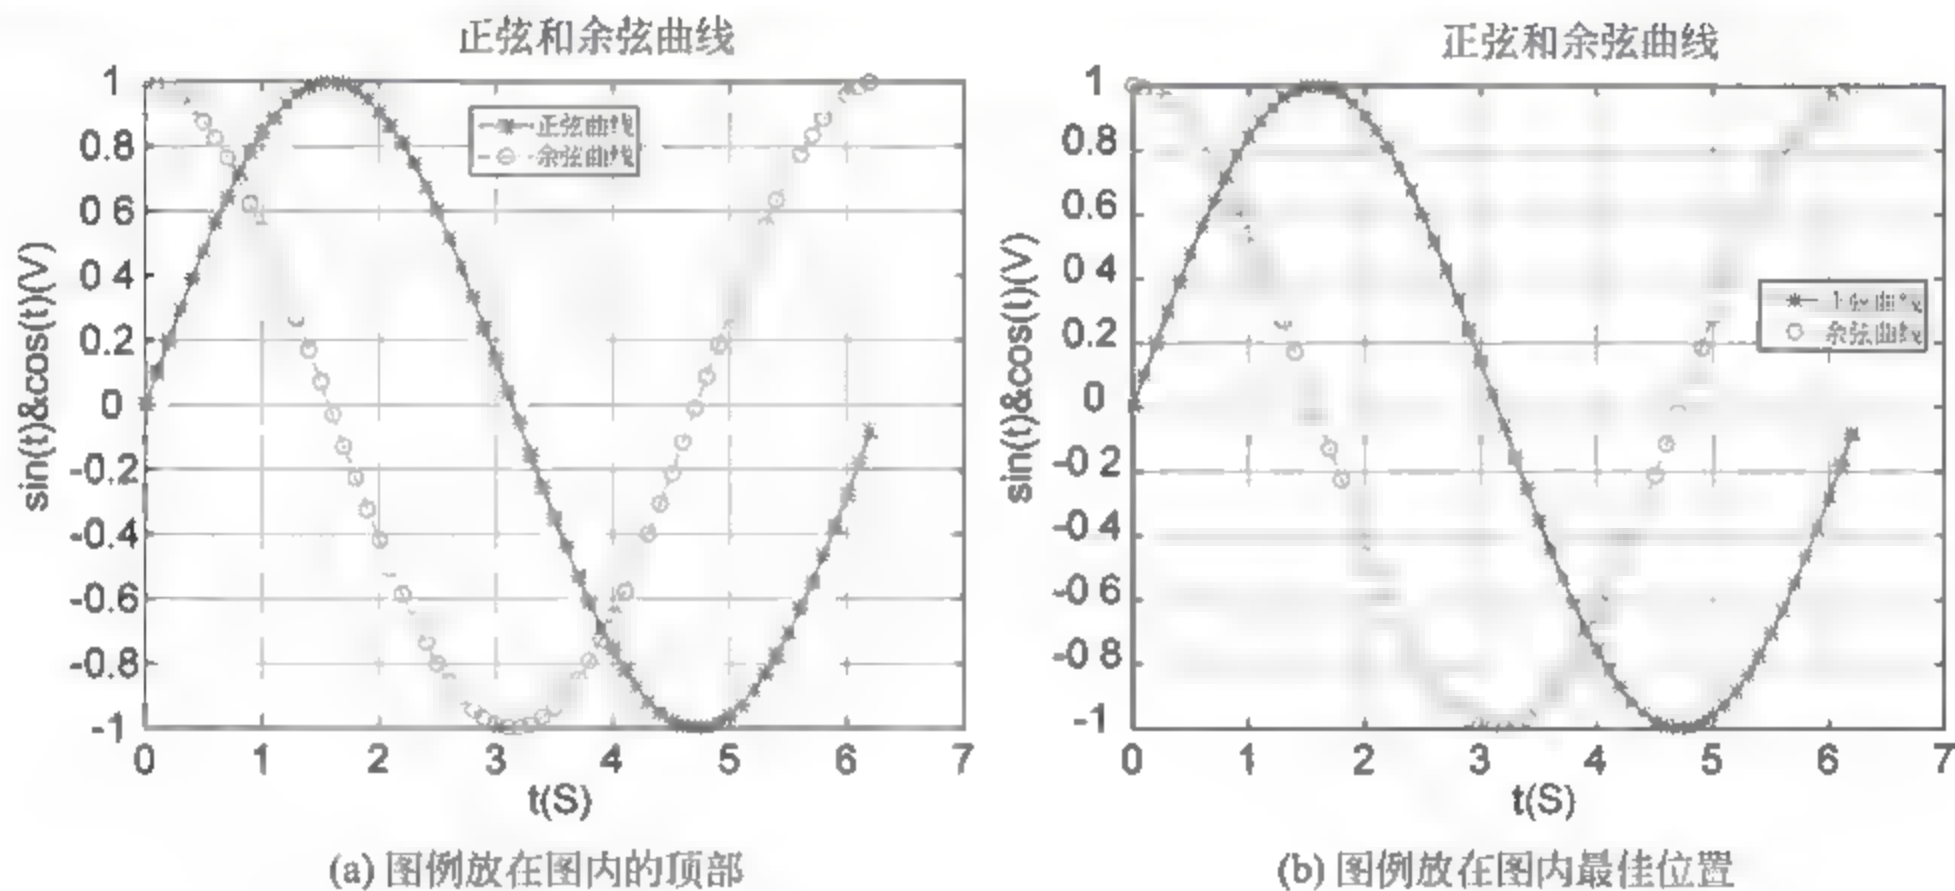 正弦和余弦曲线
1
0.8
0 6
0.4
0.2
0
-0.2
-0.4
-0.6
-0.8
-1
0 1 2 3 4 5 6 7
sin(t)&cos(t)(V)
t(S)
正弦曲线
余弦曲线
(a) 图例放在图内的顶部
正弦和余弦曲线
1
0.8
0.6
0 4
0.2
0
-0 2
-0.4
-0.6
-0 8
-1
0 1 2 3 4 5 6 7
sin(t)&cos(t)(V)
t(S)
余弦曲线
(b) 图例放在图内最佳位置